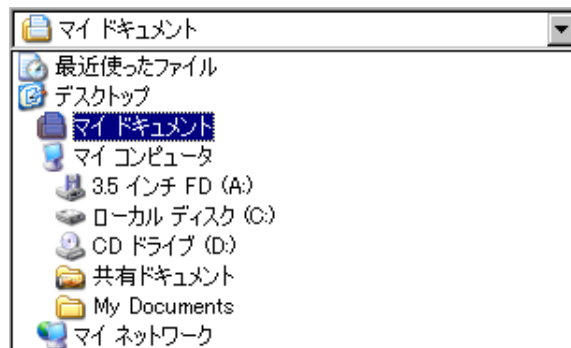 マイ ドキュメント
最近使ったファイル
デスクトップ
マイ ドキュメント
マイ コンピュータ
3.5 インチ FD (A:)
ローカル ディスク (C:)
CD ドライブ (D:)
共有ドキュメント
My Documents
マイ ネットワーク